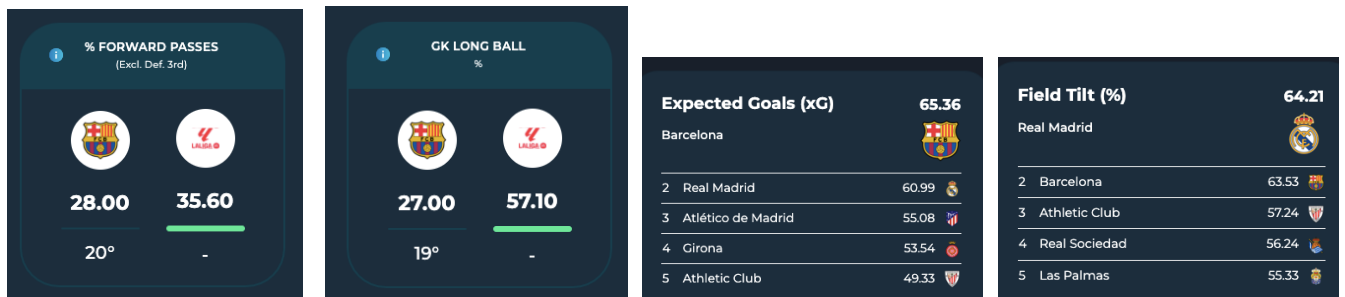 % FORWARD PASSES
(Excl. Def. 3rd)
LALIGA
28.00 35.60
20° -
GK LONG BALL
%
LALIGA
27.00 57.10
19° -
Expected Goals (xG) 65.36
Barcelona
2 Real Madrid 60.99
3 Atlético de Madrid 55.08
4 Girona 53.54
5 Athletic Club 49.33
Field Tilt (%) 64.21
Real Madrid
2 Barcelona 63.53
3 Athletic Club 57.24
4 Real Sociedad 56.24
5 Las Palmas 55.33